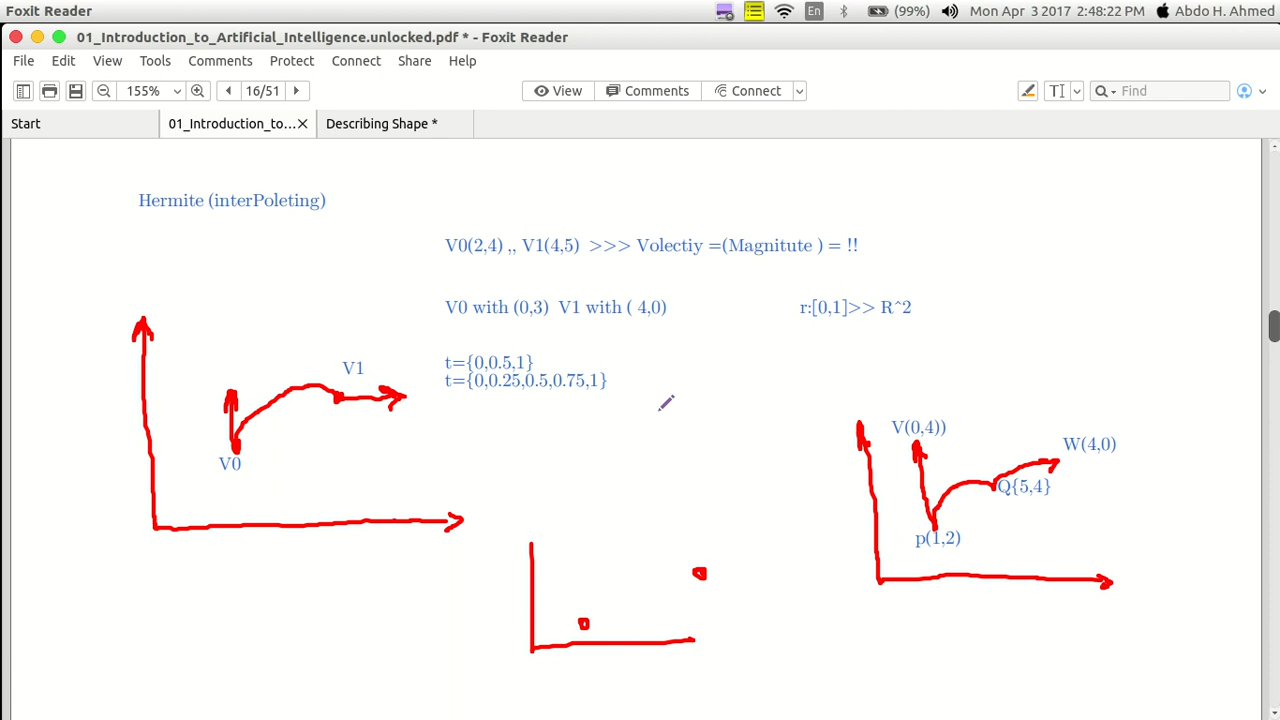 Foxit Reader
En
(99%)
Mon Apr 3 2017 2:48:22 PM
Abdo H. Ahmed
01_Introduction_to_Artificial_Intelligence.unlocked.pdf * - Foxit Reader
File Edit View Tools Comments Protect Connect Share Help
155% 16/51 View Comments Connect Find
Start 01_Introduction_to... Describing Shape *
Hermite (interPoleting)
V0(2,4) ,, V1(4,5) >>> Volectiy =(Magnitute ) = !!
V0 with (0,3) V1 with ( 4,0) r:[0,1]>> R^2
t={0,0.5,1}
t={0,0.25,0.5,0.75,1}
V1
V0
V(0,4))
W(4,0)
Q{5,4}
p(1,2)